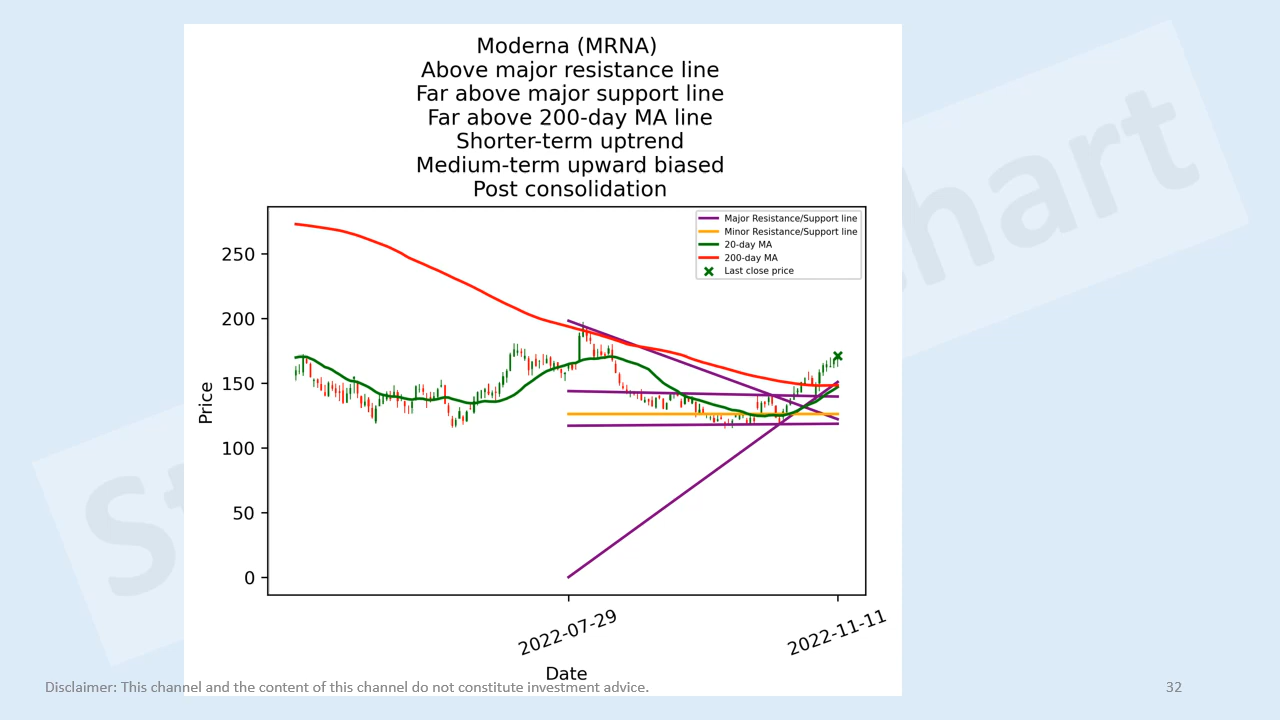 Moderna (MRNA)
Above major resistance line
Far above major support line
Far above 200-day MA line
Shorter-term uptrend
Medium-term upward biased
Post consolidation
Major Resistance/Support line
Minor Resistance/Support line
20-day MA
200-day MA
Last close price
250
200
150
100
50
0
Price
2022-07-29
2022-11-11
Date
Disclaimer: This channel and the content of this channel do not constitute investment advice.
32